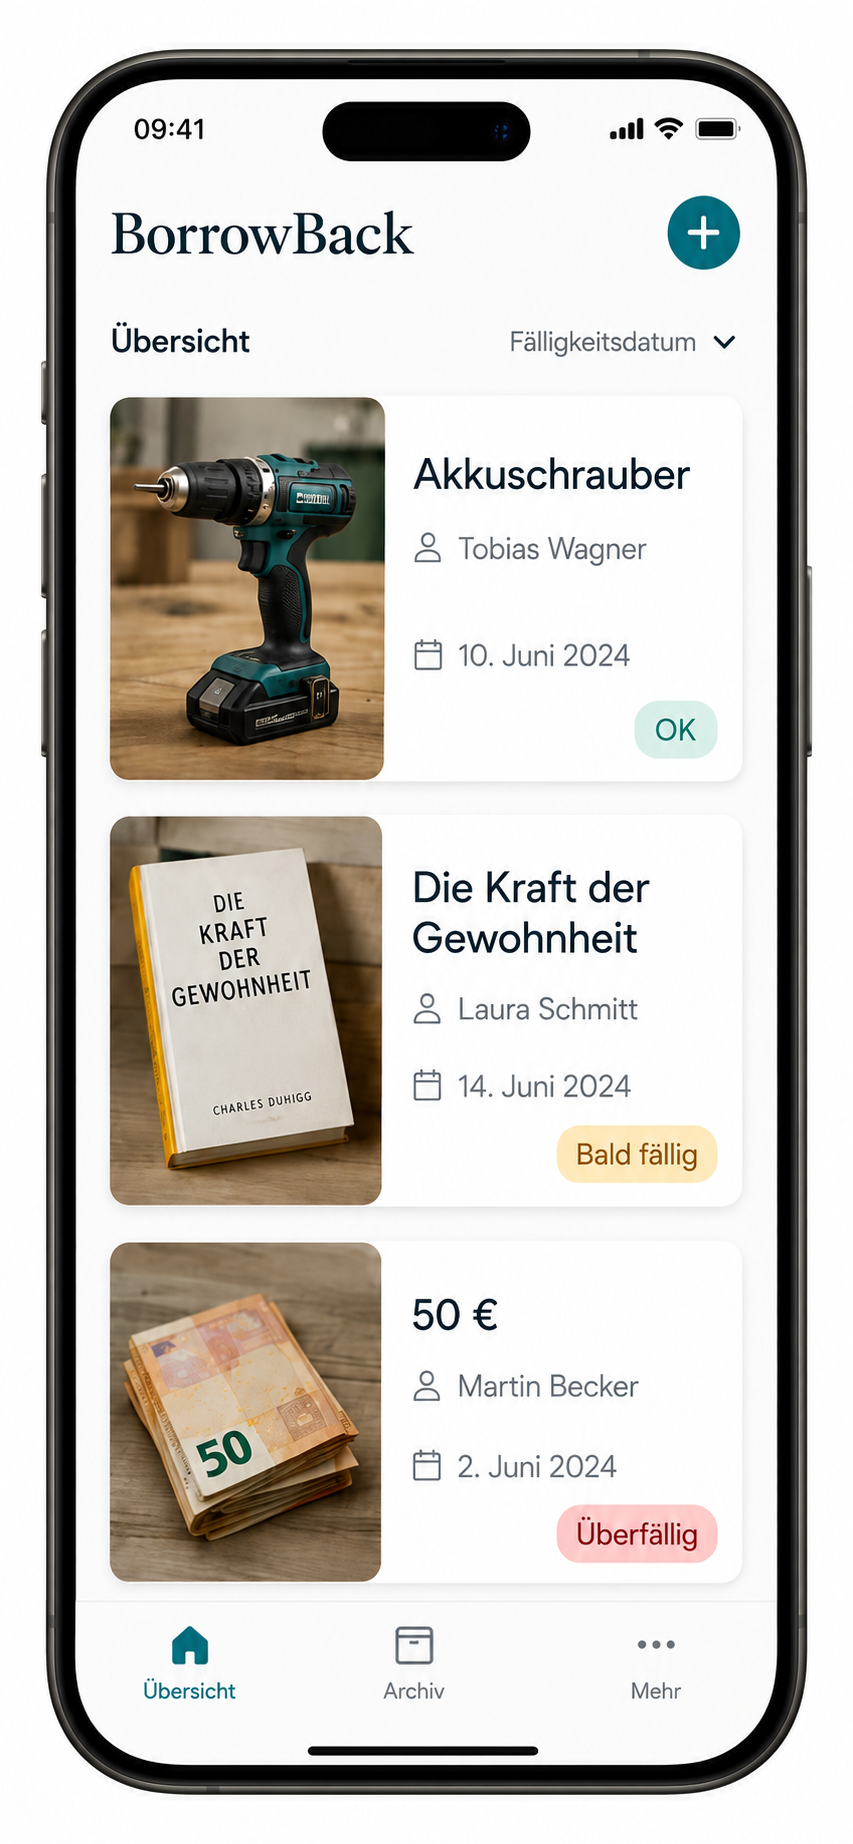 09:41
BorrowBack
Übersicht
Fälligkeitsdatum
Akkuschrauber
Tobias Wagner
10. Juni 2024
OK
DIE
KRAFT
DER
GEWOHNHEIT
CHARLES DUHIGG
Die Kraft der
Gewohnheit
Laura Schmitt
14. Juni 2024
Bald fällig
50
50 €
Martin Becker
2. Juni 2024
Überfällig
Übersicht
Archiv
Mehr